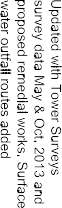 Updated with Tower Surveys
survey data May & Oct, 2013 and
proposed remedial works, Surface
water outfall routes added